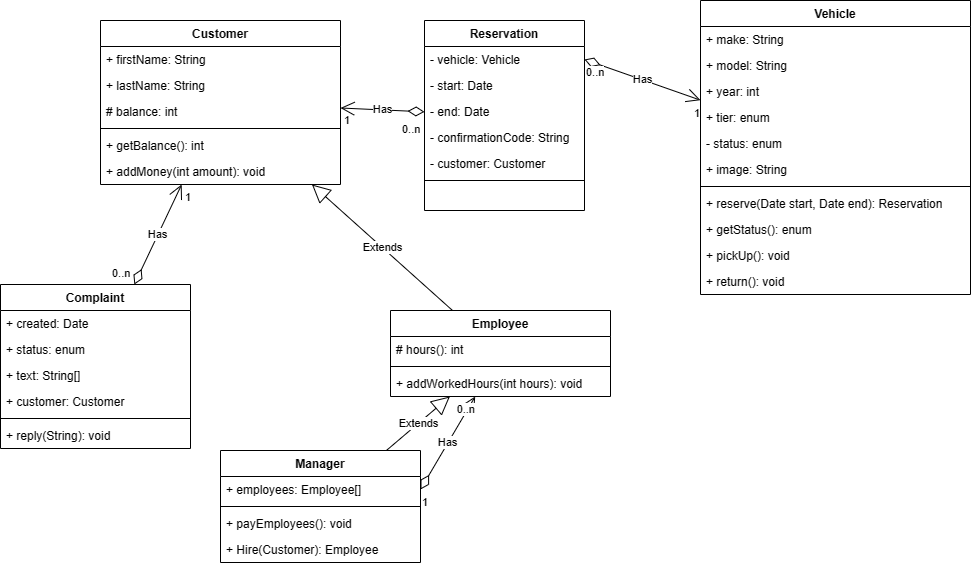 Customer
+ firstName: String
+ lastName: String
# balance: int
+ getBalance(): int
+ addMoney(int amount): void
Reservation
- vehicle: Vehicle
- start: Date
- end: Date
- confirmationCode: String
- customer: Customer
Vehicle
+ make: String
+ model: String
+ year: int
+ tier: enum
- status: enum
+ image: String
+ reserve(Date start, Date end): Reservation
+ getStatus(): enum
+ pickUp(): void
+ return(): void
Has
1
0..n
Has
0..n
1
Has
1
0..n
Extends
Complaint
+ created: Date
+ status: enum
+ text: String[]
+ customer: Customer
+ reply(String): void
Employee
# hours(): int
+ addWorkedHours(int hours): void
Extends
0..n
Has
1
Manager
+ employees: Employee[]
+ payEmployees(): void
+ Hire(Customer): Employee